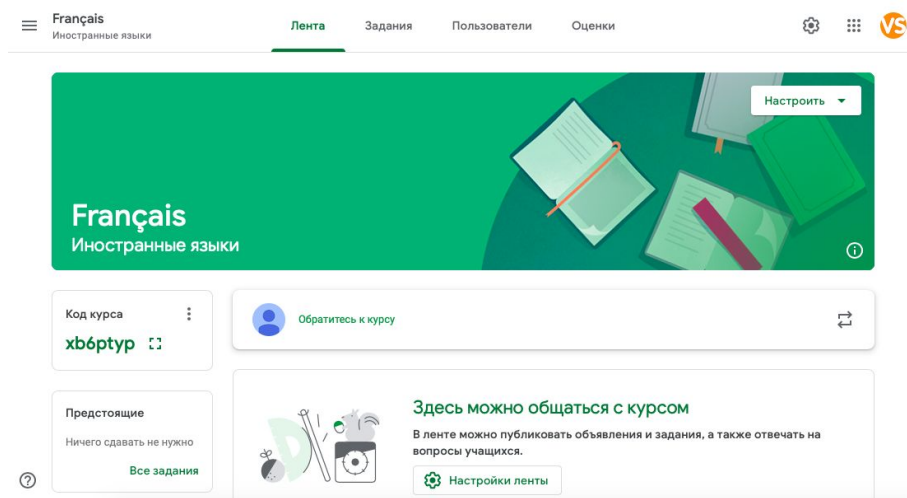 Français
Иностранные языки
Лента
Задания
Пользователи
Оценки
VS
Настроить
Français
Иностранные языки
Код курса
xb6ptyp
Обратитесь к курсу
Предстоящие
Ничего сдавать не нужно
Все задания
Здесь можно общаться с курсом
В ленте можно публиковать объявления и задания, а также отвечать на
вопросы учащихся.
Настройки ленты